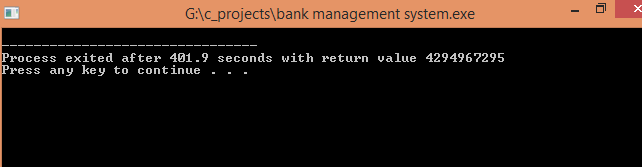 G:\c_projects\bank management system.exe
--------------------------------
Process exited after 401.9 seconds with return value 4294967295
Press any key to continue . . .